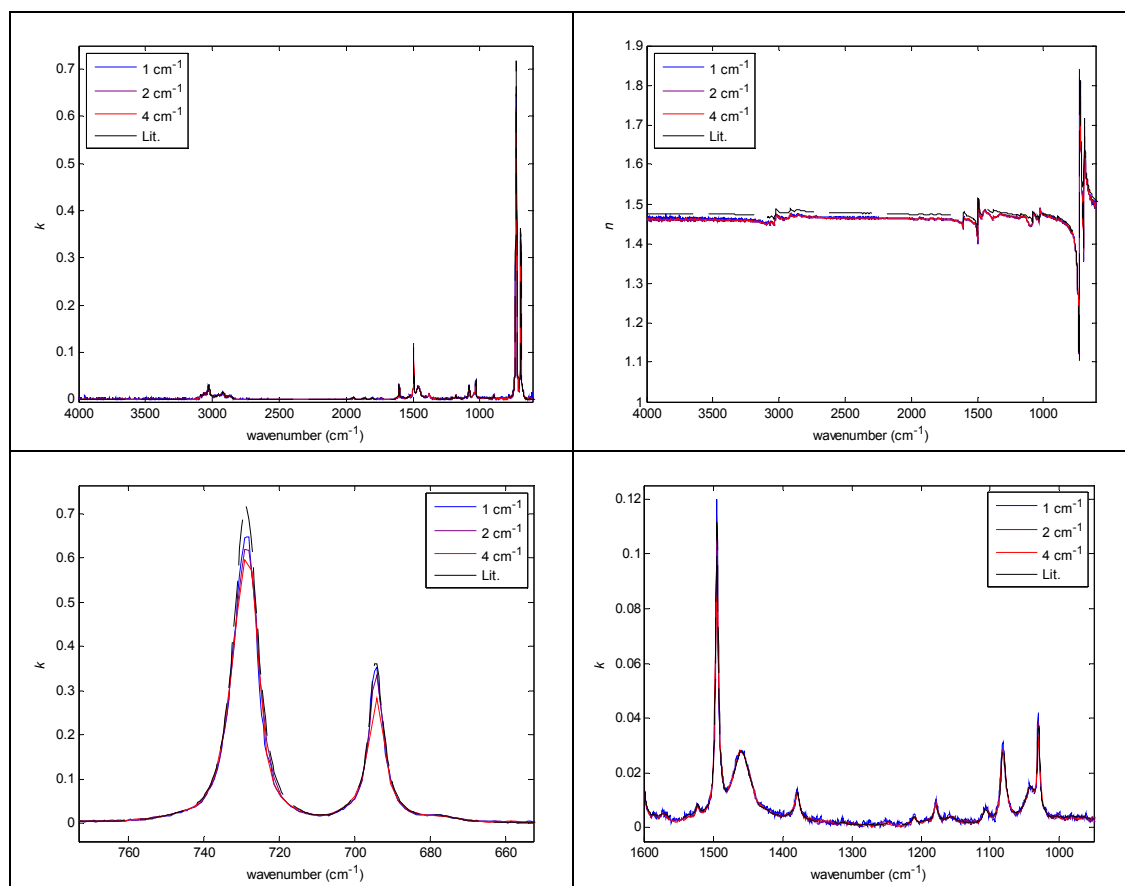 k
0.7
0.6
0.5
0.4
0.3
0.2
0.1
0
4000 3500 3000 2500 2000 1500 1000
wavenumber (cm-1)
1 cm-1
2 cm-1
4 cm-1
Lit.
n
1.9
1.8
1.7
1.6
1.5
1.4
1.3
1.2
1.1
1
4000 3500 3000 2500 2000 1500 1000
wavenumber (cm-1)
1 cm-1
2 cm-1
4 cm-1
Lit.
k
0.7
0.6
0.5
0.4
0.3
0.2
0.1
0
760 740 720 700 680 660
wavenumber (cm-1)
1 cm-1
2 cm-1
4 cm-1
Lit.
k
0.12
0.1
0.08
0.06
0.04
0.02
0
1600 1500 1400 1300 1200 1100 1000
wavenumber (cm-1)
1 cm-1
2 cm-1
4 cm-1
Lit.